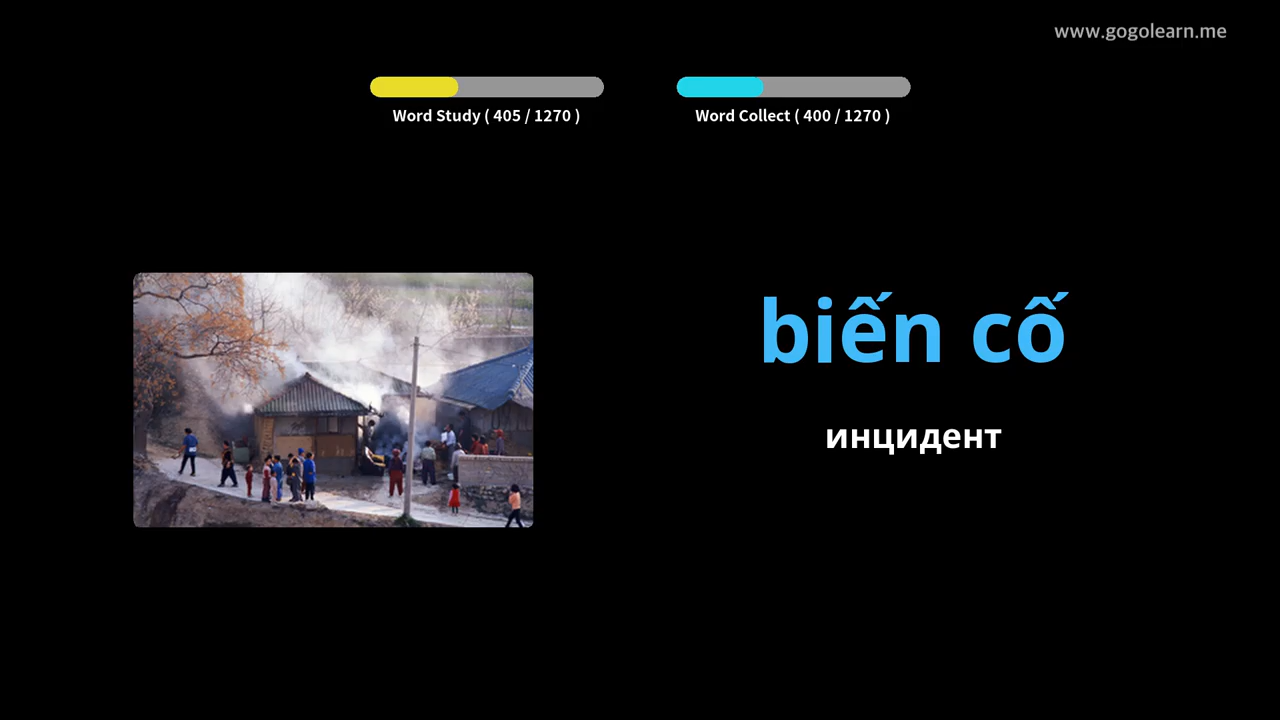 www.gogolearn.me
Word Study ( 405 / 1270 )
Word Collect ( 400 / 1270 )
biến cố
инцидент